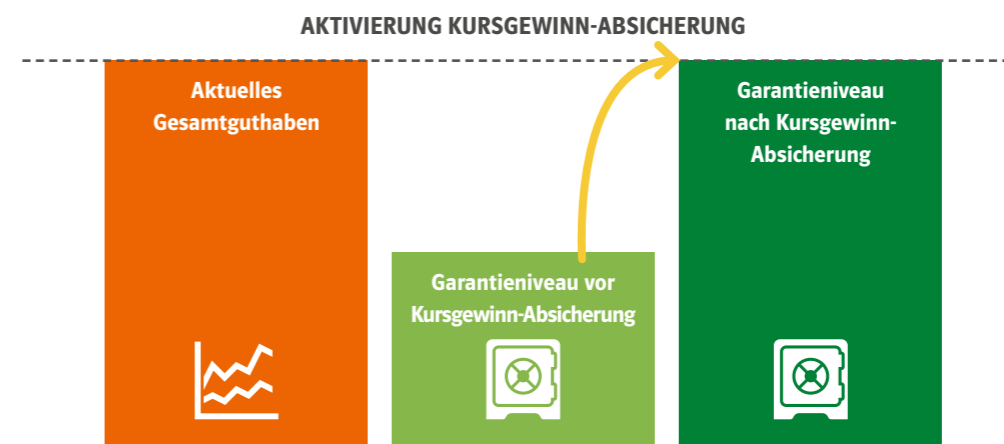 AKTIVIERUNG KURSGEWINN-ABSICHERUNG
Aktuelles
Gesamtguthaben
Garantieniveau vor
Kursgewinn-Absicherung
Garantieniveau
nach Kursgewinn-
Absicherung